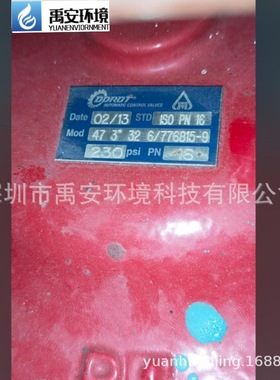 禹安环境
YUANENVIORNMENT
DOROT
AUTOMATIC CONTROL VALVES
Date 02/13 STD ISO PN 16
Mod 47 3" 32 6/776815-9
230 psi PN 16
深圳市禹安环境科技有限公
yuanhuanjing.1688